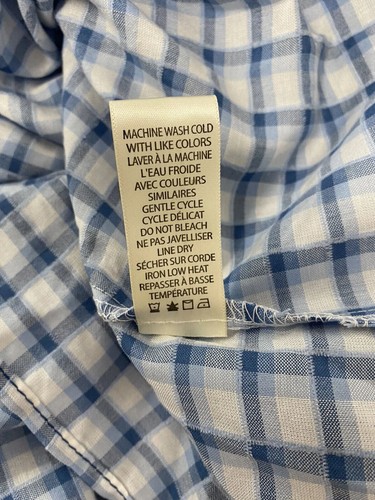 MACHINE WASH COLD
WITH LIKE COLORS
LAVER À LA MACHINE
L'EAU FROIDE
AVEC COULEURS
SIMILAIRES
GENTLE CYCLE
CYCLE DÉLICAT
DO NOT BLEACH
NE PAS JAVELLISER
LINE DRY
SÉCHER SUR CORDE
IRON LOW HEAT
REPASSER À BASSE
TEMPÉRATURE